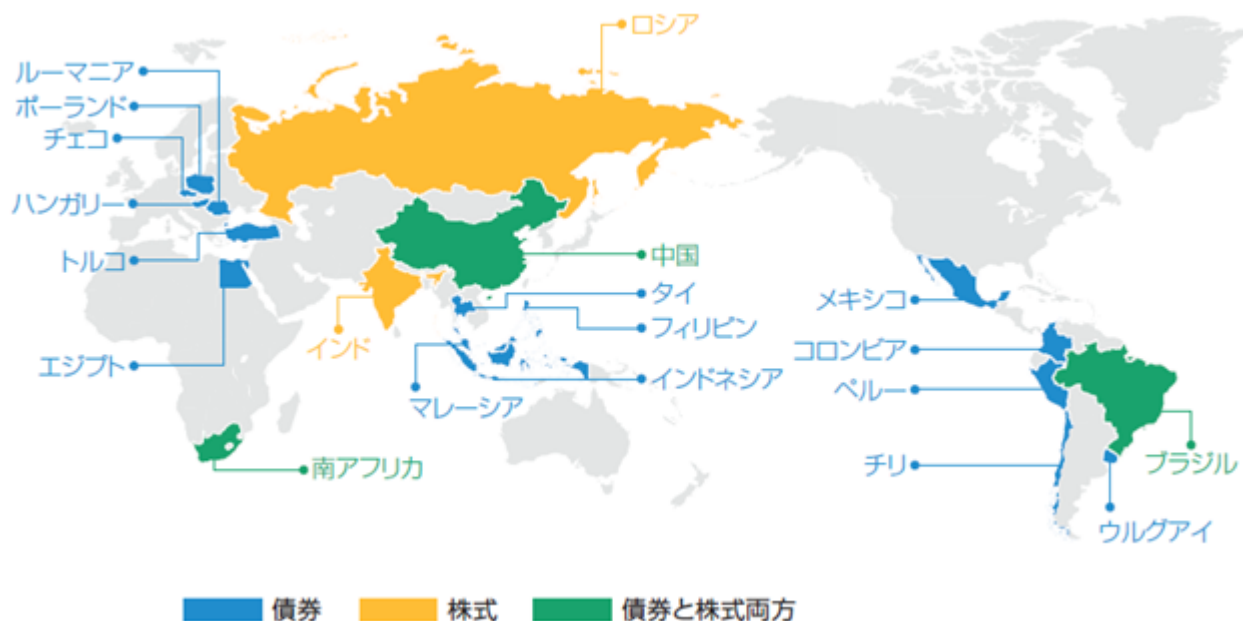 ロシア
ルーマニア
ポーランド
チェコ
ハンガリー
トルコ
エジプト
南アフリカ
インド
中国
タイ
フィリピン
インドネシア
マレーシア
メキシコ
コロンビア
ペルー
チリ
ブラジル
ウルグアイ
債券 株式 債券と株式両方